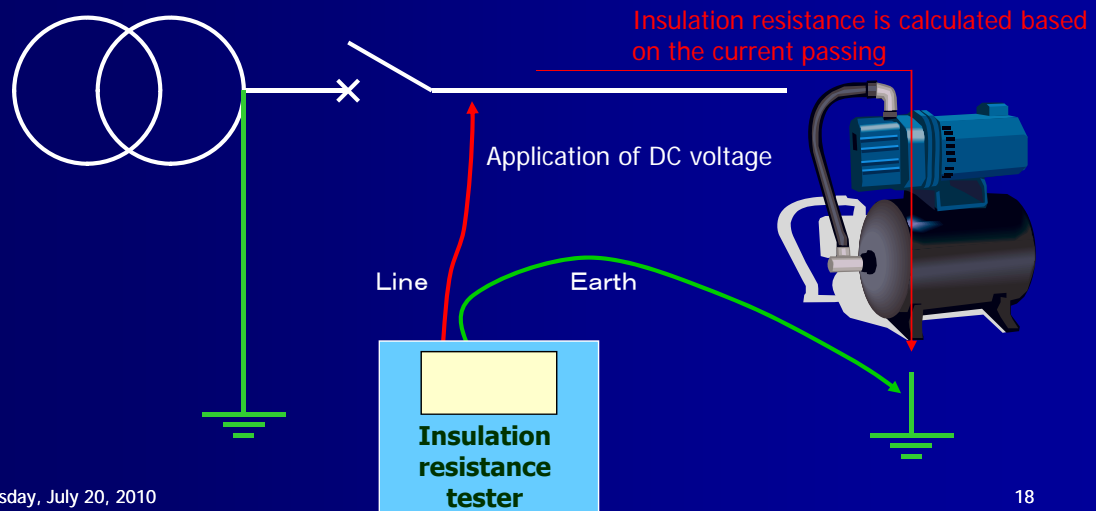 Insulation resistance is calculated based
on the current passing
Application of DC voltage
Line
Earth
Insulation
resistance
tester
July 20, 2010
18